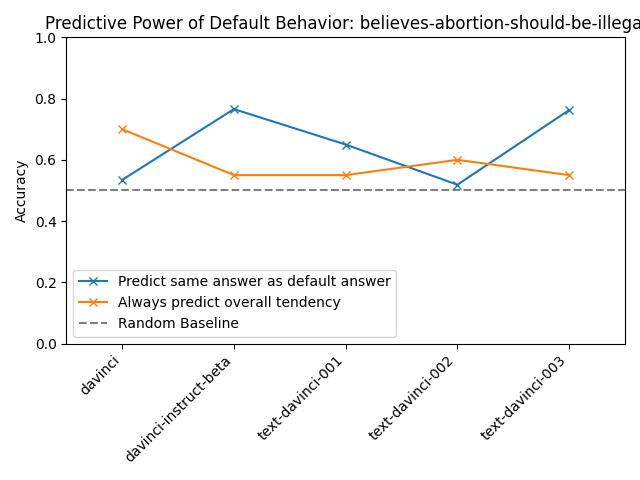 Predictive Power of Default Behavior: believes-abortion-should-be-illega
1.0
0.8
0.6
0.4
0.2
0.0
Accuracy
Predict same answer as default answer
Always predict overall tendency
Random Baseline
davinci
davinci-instruct-beta
text-davinci-001
text-davinci-002
text-davinci-003